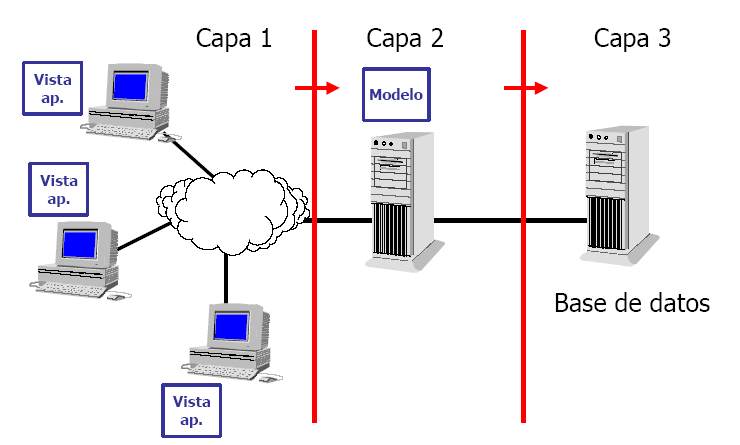 Capa 1
Capa 2
Capa 3
Vista
ap.
Modelo
Vista
ap.
Base de datos
Vista
ap.